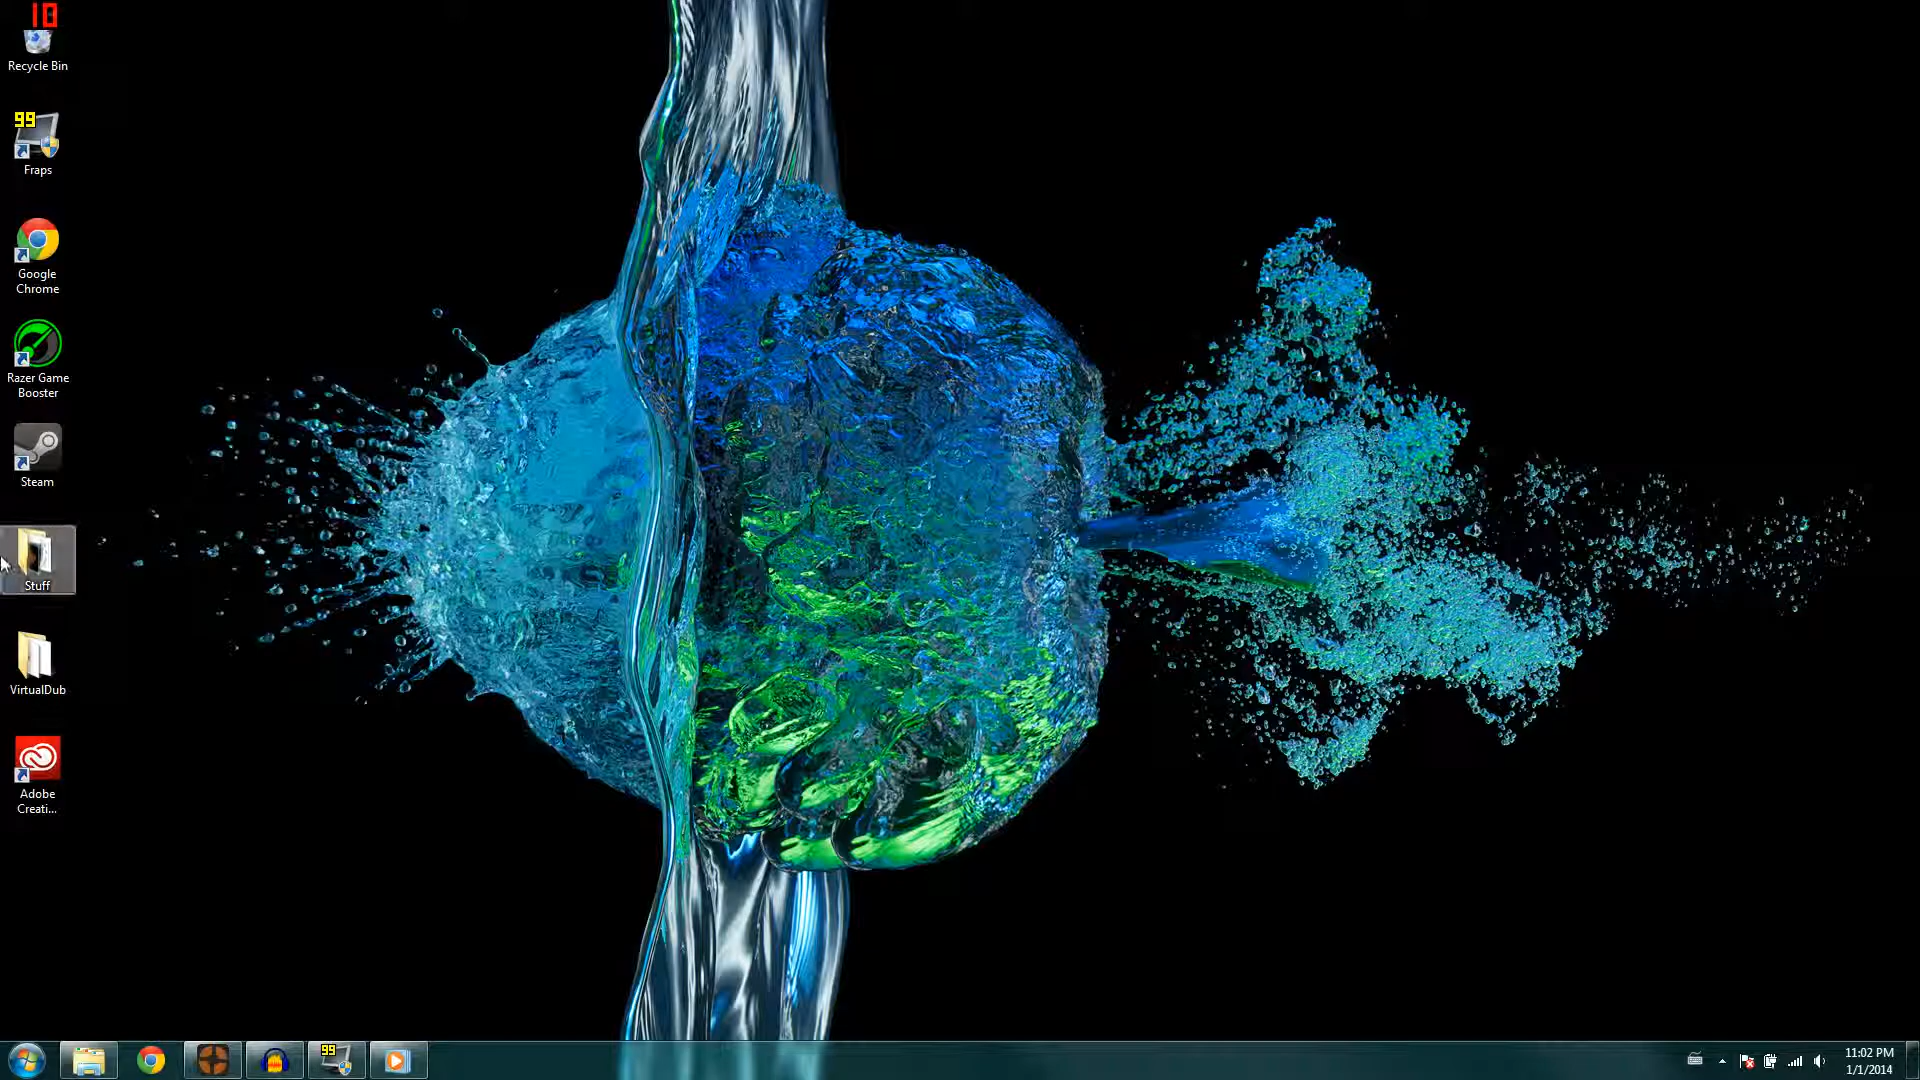 10
Recycle Bin
99
Fraps
Google
Chrome
Razer Game
Booster
Steam
Stuff
VirtualDub
Adobe
Creati...
99
11:02 PM
1/1/2014